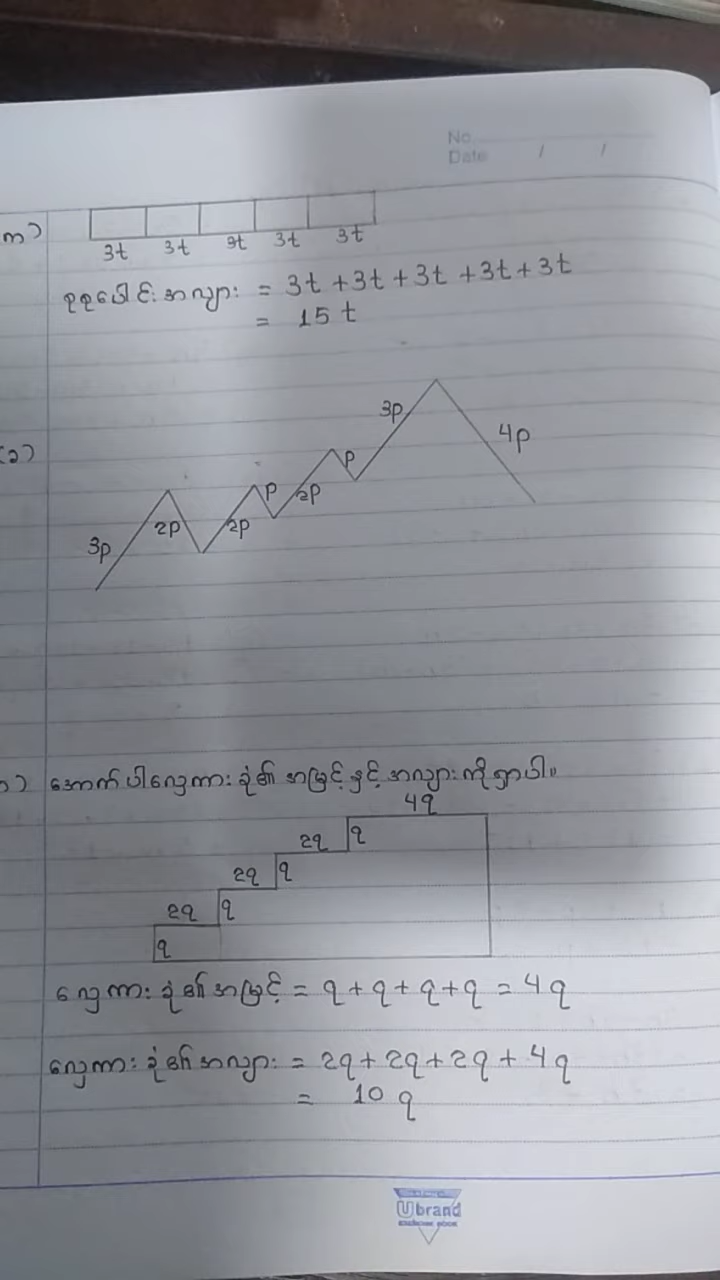 No
Date / /
က)
3t 3t 3t 3t 3t
စုစုပေါင်း အလျား = 3t + 3t + 3t + 3t + 3t
= 15 t
(ခ)
3p 2p 2p p 2p p 3p 4p
ဂ) အောက်ပါလှေကားခုံ၏ အမြင့်နှင့် အလျားကိုရှာပါ။
4q
2q q
2q q
2q q
q
လှေကားခုံ၏ အမြင့် = q + q + q + q = 4q
လှေကားခုံ၏ အလျား = 2q + 2q + 2q + 4q
= 10 q
Ubrand